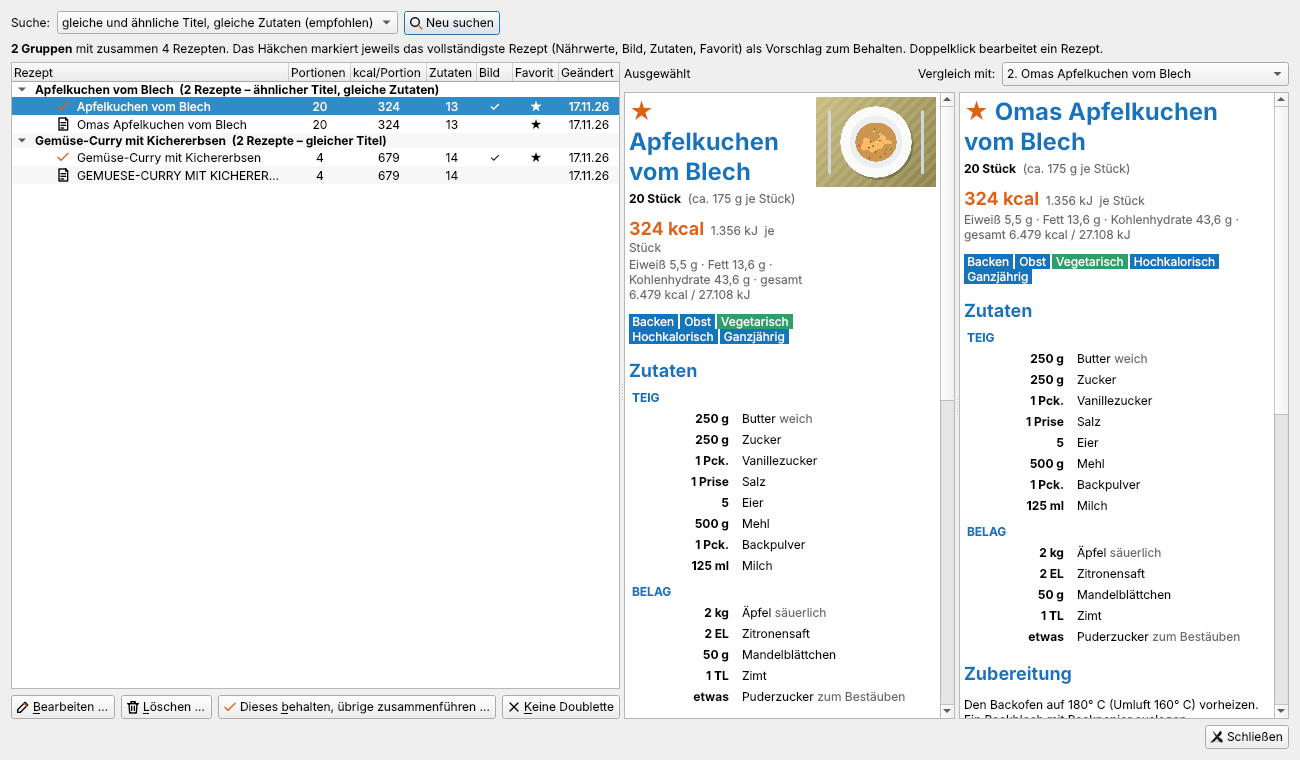 Suche: gleiche und ähnliche Titel, gleiche Zutaten (empfohlen) Neu suchen
2 Gruppen mit zusammen 4 Rezepten. Das Häkchen markiert jeweils das vollständigste Rezept (Nährwerte, Bild, Zutaten, Favorit) als Vorschlag zum Behalten. Doppelklick bearbeitet ein Rezept.
Rezept Portionen kcal/Portion Zutaten Bild Favorit Geändert
Apfelkuchen vom Blech (2 Rezepte – ähnlicher Titel, gleiche Zutaten)
Apfelkuchen vom Blech 20 324 13 ✓ ★ 17.11.26
Omas Apfelkuchen vom Blech 20 324 13 ★ 17.11.26
Gemüse-Curry mit Kichererbsen (2 Rezepte – gleicher Titel)
Gemüse-Curry mit Kichererbsen 4 679 14 ✓ ★ 17.11.26
GEMUESE-CURRY MIT KICHERER... 4 679 14 17.11.26
Bearbeiten ... Löschen ... Dieses behalten, übrige zusammenführen ... Keine Doublette
Ausgewählt
★
Apfelkuchen
vom Blech
20 Stück (ca. 175 g je Stück)
324 kcal 1.356 kJ je
Stück
Eiweiß 5,5 g · Fett 13,6 g ·
Kohlenhydrate 43,6 g · gesamt
6.479 kcal / 27.108 kJ
Backen Obst Vegetarisch
Hochkalorisch Ganzjährig
Zutaten
TEIG
250 g Butter weich
250 g Zucker
1 Pck. Vanillezucker
1 Prise Salz
5 Eier
500 g Mehl
1 Pck. Backpulver
125 ml Milch
BELAG
2 kg Äpfel säuerlich
2 EL Zitronensaft
50 g Mandelblättchen
1 TL Zimt
etwas Puderzucker zum Bestäuben
Vergleich mit: 2. Omas Apfelkuchen vom Blech
★ Omas Apfelkuchen
vom Blech
20 Stück (ca. 175 g je Stück)
324 kcal 1.356 kJ je Stück
Eiweiß 5,5 g · Fett 13,6 g · Kohlenhydrate 43,6 g ·
gesamt 6.479 kcal / 27.108 kJ
Backen Obst Vegetarisch Hochkalorisch
Ganzjährig
Zutaten
TEIG
250 g Butter weich
250 g Zucker
1 Pck. Vanillezucker
1 Prise Salz
5 Eier
500 g Mehl
1 Pck. Backpulver
125 ml Milch
BELAG
2 kg Äpfel säuerlich
2 EL Zitronensaft
50 g Mandelblättchen
1 TL Zimt
etwas Puderzucker zum Bestäuben
Zubereitung
Den Backofen auf 180° C (Umluft 160° C) vorheizen.
Ein Backblech mit Backpapier auslegen.
Schließen